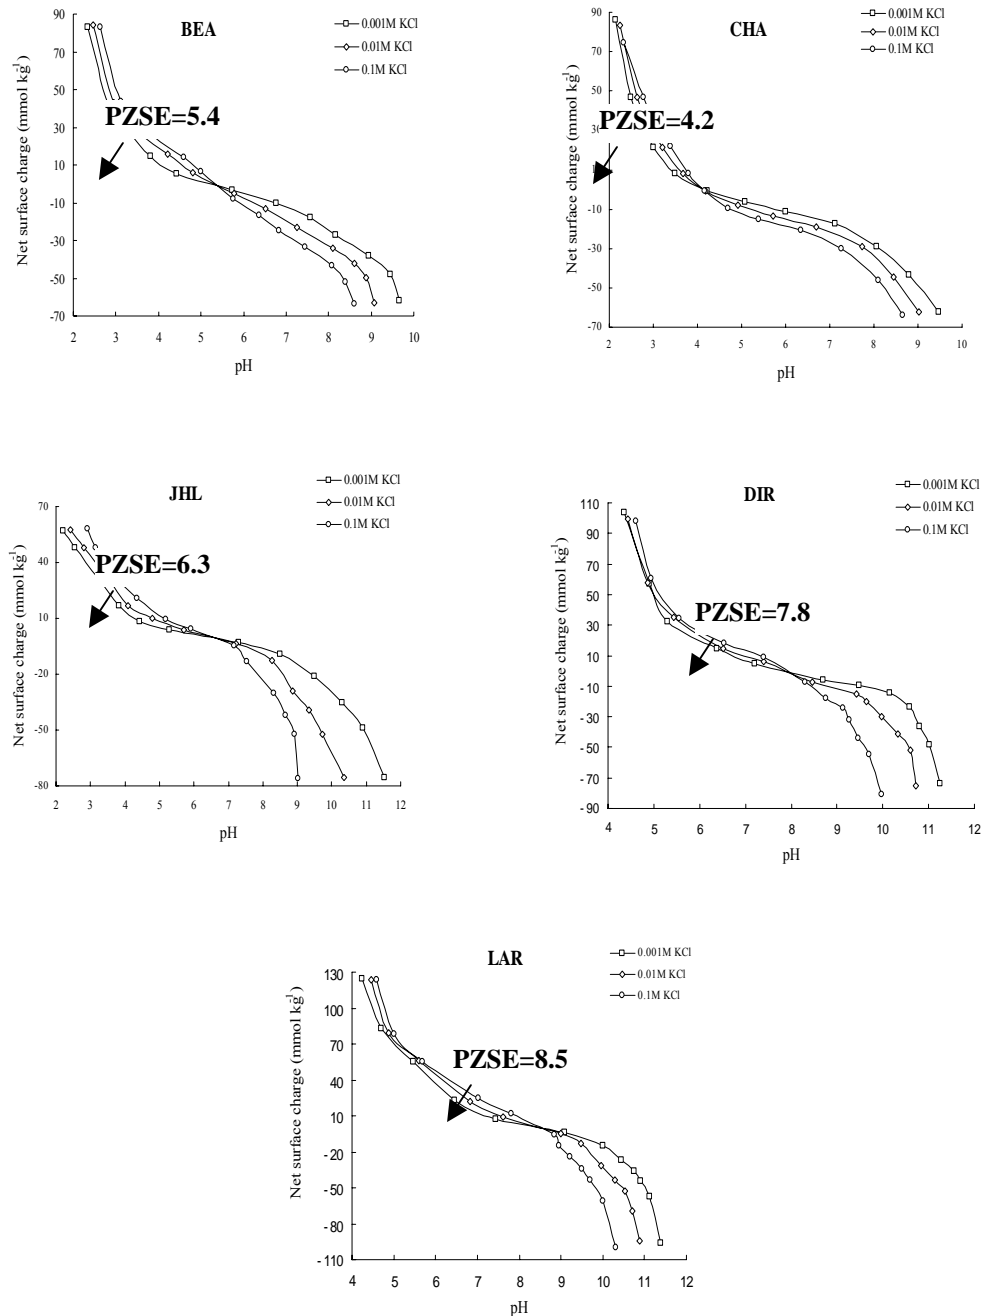 BEA
0.001M KCl
0.01M KCl
0.1M KCl
PZSE=5.4
Net surface charge (mmol kg-1)
90
70
50
30
10
-10
-30
-50
-70
2 3 4 5 6 7 8 9 10
pH
CHA
0.001M KCl
0.01M KCl
0.1M KCl
PZSE=4.2
Net surface charge (mmol kg-1)
90
70
50
30
10
-10
-30
-50
-70
2 3 4 5 6 7 8 9 10
pH
JHL
0.001M KCl
0.01M KCl
0.1M KCl
PZSE=6.3
Net surface charge (mmol kg-1)
70
40
10
-20
-50
-80
2 3 4 5 6 7 8 9 10 11 12
pH
DIR
0.001M KCl
0.01M KCl
0.1M KCl
PZSE=7.8
Net surface charge (mmol kg-1)
110
90
70
50
30
10
-10
-30
-50
-70
-90
4 5 6 7 8 9 10 11 12
pH
LAR
0.001M KCl
0.01M KCl
0.1M KCl
PZSE=8.5
Net surface charge (mmol kg-1)
130
100
70
40
10
-20
-50
-80
-110
4 5 6 7 8 9 10 11 12
pH